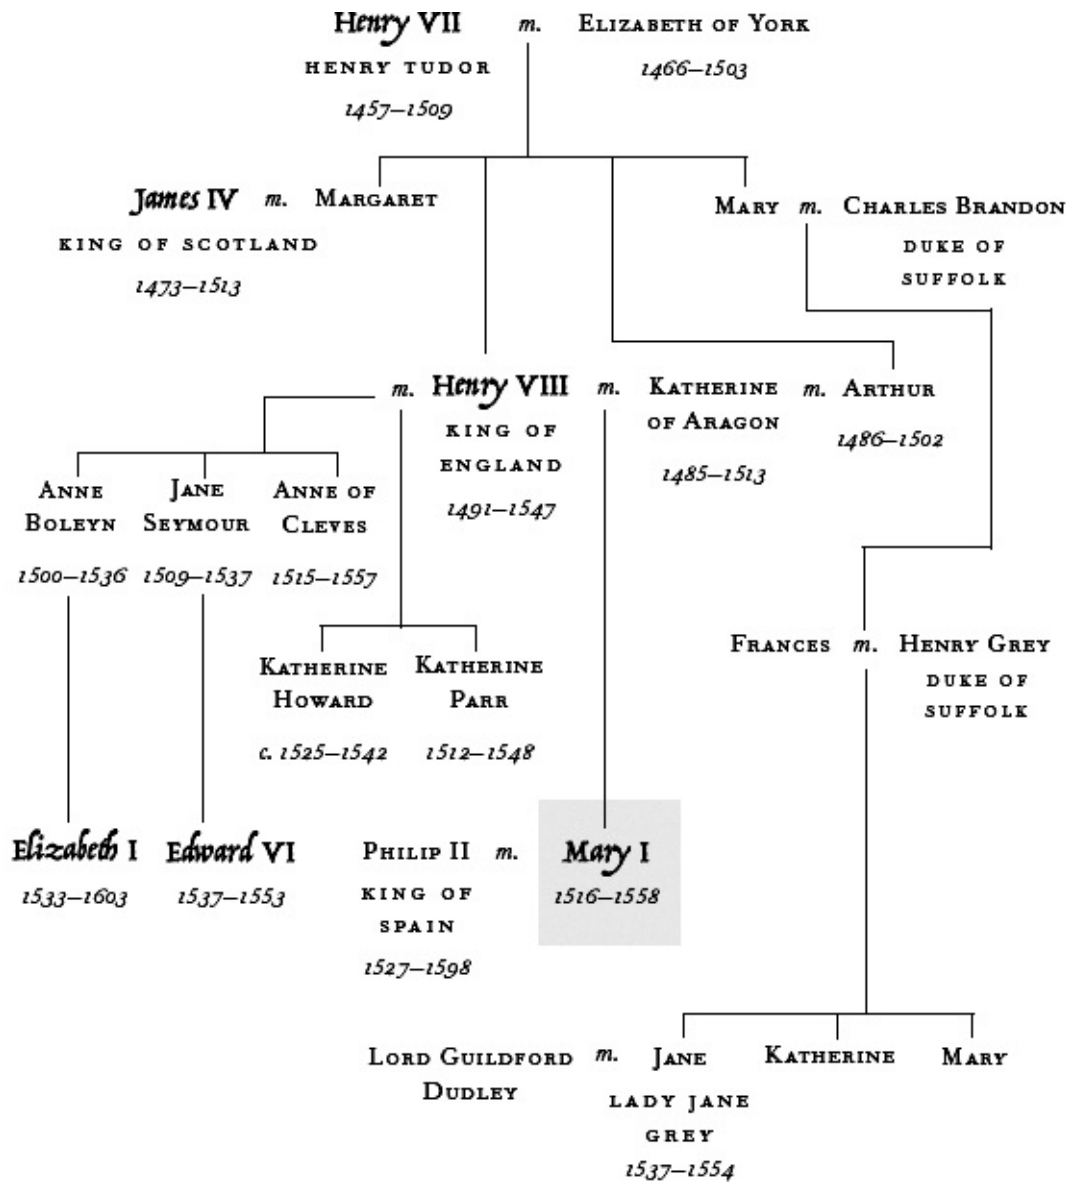 Henry VII m. Elizabeth of York
HENRY TUDOR
1466–1503
1457–1509
James IV m. Margaret
Mary m. Charles Brandon
KING OF SCOTLAND
DUKE OF
SUFFOLK
1473–1513
m. Henry VIII m. Katherine
of Aragon
m. Arthur
KING OF
ENGLAND
1486–1502
1485–1513
1491–1547
Anne
Boleyn
Jane
Seymour
Anne of
Cleves
1500–1536
1509–1537
1515–1557
Frances m. Henry Grey
DUKE OF
SUFFOLK
Katherine
Howard
Katherine
Parr
c. 1525–1542
1512–1548
Elizabeth I
1533–1603
Edward VI
1537–1553
Philip II m. Mary I
KING OF
SPAIN
1516–1558
1527–1598
Lord Guildford
Dudley
m. Jane
Katherine
Mary
LADY JANE
GREY
1537–1554